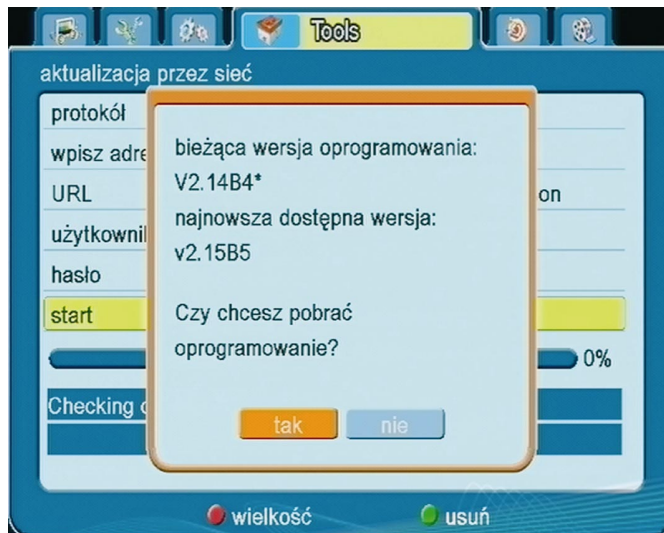 Tools
aktualizacja przez sieć
protokół
wpisz adre
URL
on
użytkownil
hasło
start
bieżąca wersja oprogramowania:
V2.14B4*
najnowsza dostępna wersja:
v2.15B5
Czy chcesz pobrać
oprogramowanie?
tak nie
0%
Checking
wielkość usuń